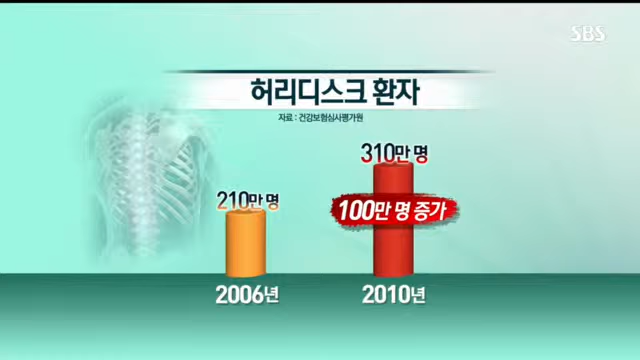 SBS
허리디스크 환자
자료 : 건강보험심사평가원
310만 명
210만 명
100만 명 증가
2006년
2010년